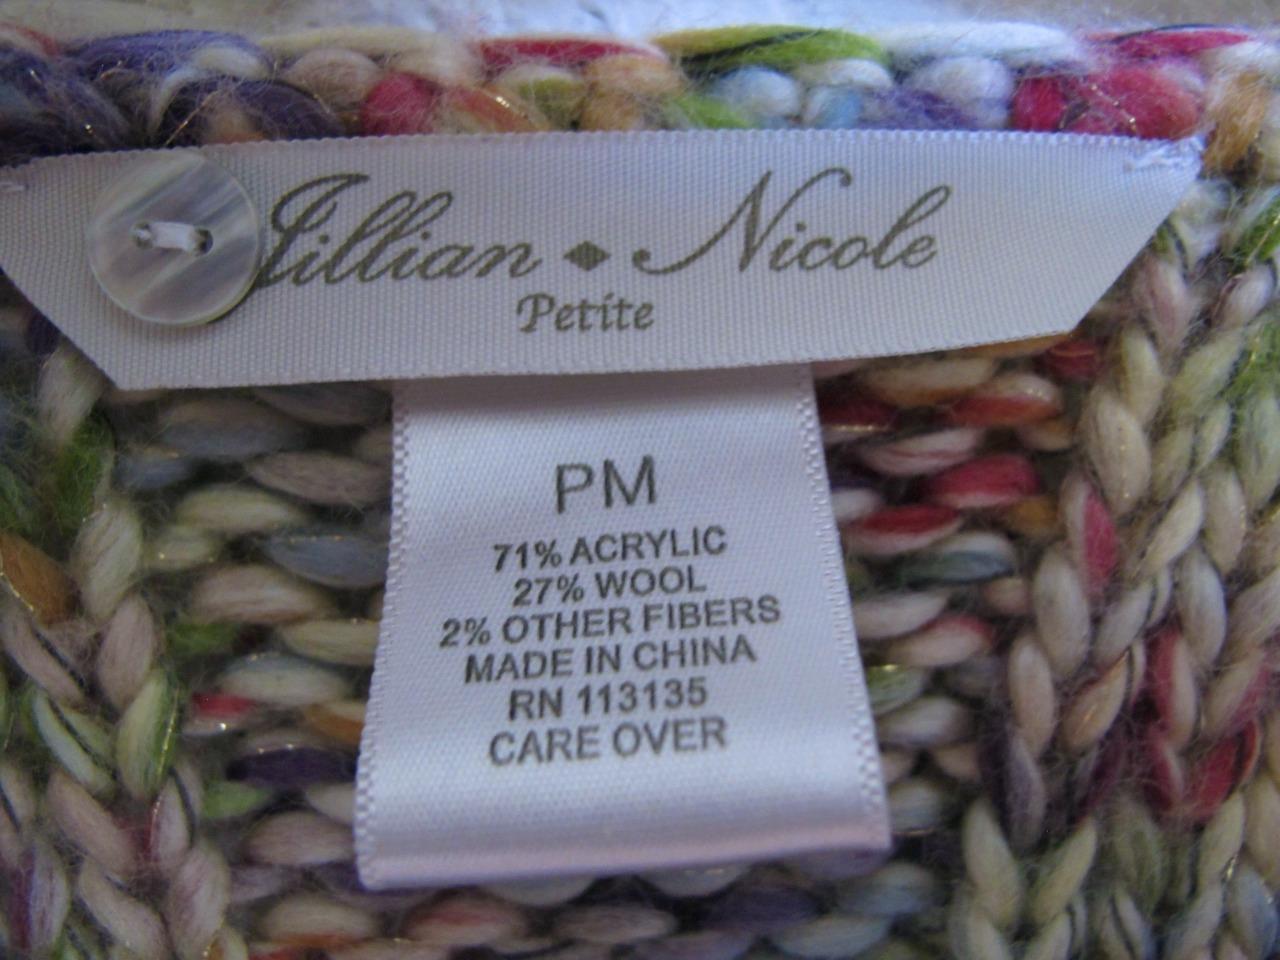 Jillian ◆ Nicole
Petite
PM
71% ACRYLIC
27% WOOL
2% OTHER FIBERS
MADE IN CHINA
RN 113135
CARE OVER